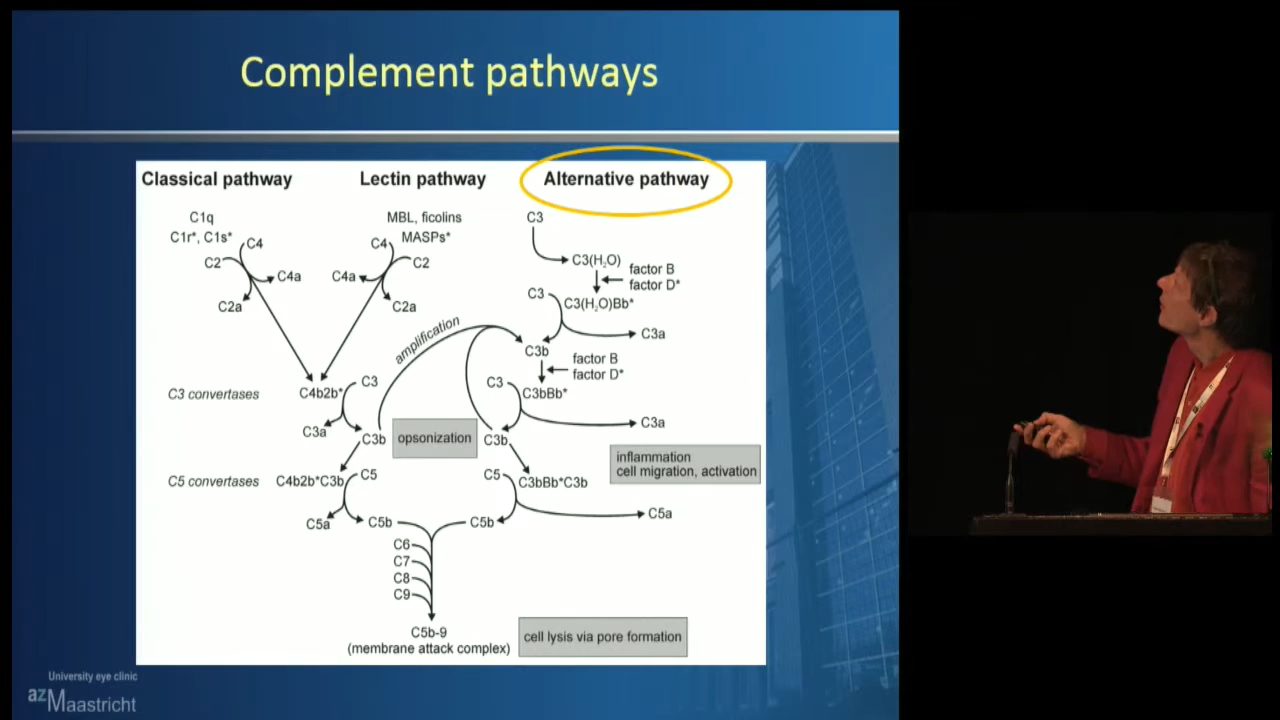 Complement pathways
Classical pathway
Lectin pathway
Alternative pathway
C1q
C1r*, C1s*
C4
C2
C4a
C2a
MBL, ficolins
MASPs*
C4
C2
C4a
C2a
C3
C3(H2O)
factor B
factor D*
C3
C3(H2O)Bb*
C3a
amplification
C3b
factor B
factor D*
C3 convertases
C4b2b*
C3
C3a
C3b
opsonization
C3
C3bBb*
C3a
C3b
inflammation
cell migration, activation
C5 convertases
C4b2b*C3b
C5
C5a
C5b
C5
C3bBb*C3b
C5a
C5b
C6
C7
C8
C9
C5b-9
(membrane attack complex)
cell lysis via pore formation
University eye clinic
azMaastricht